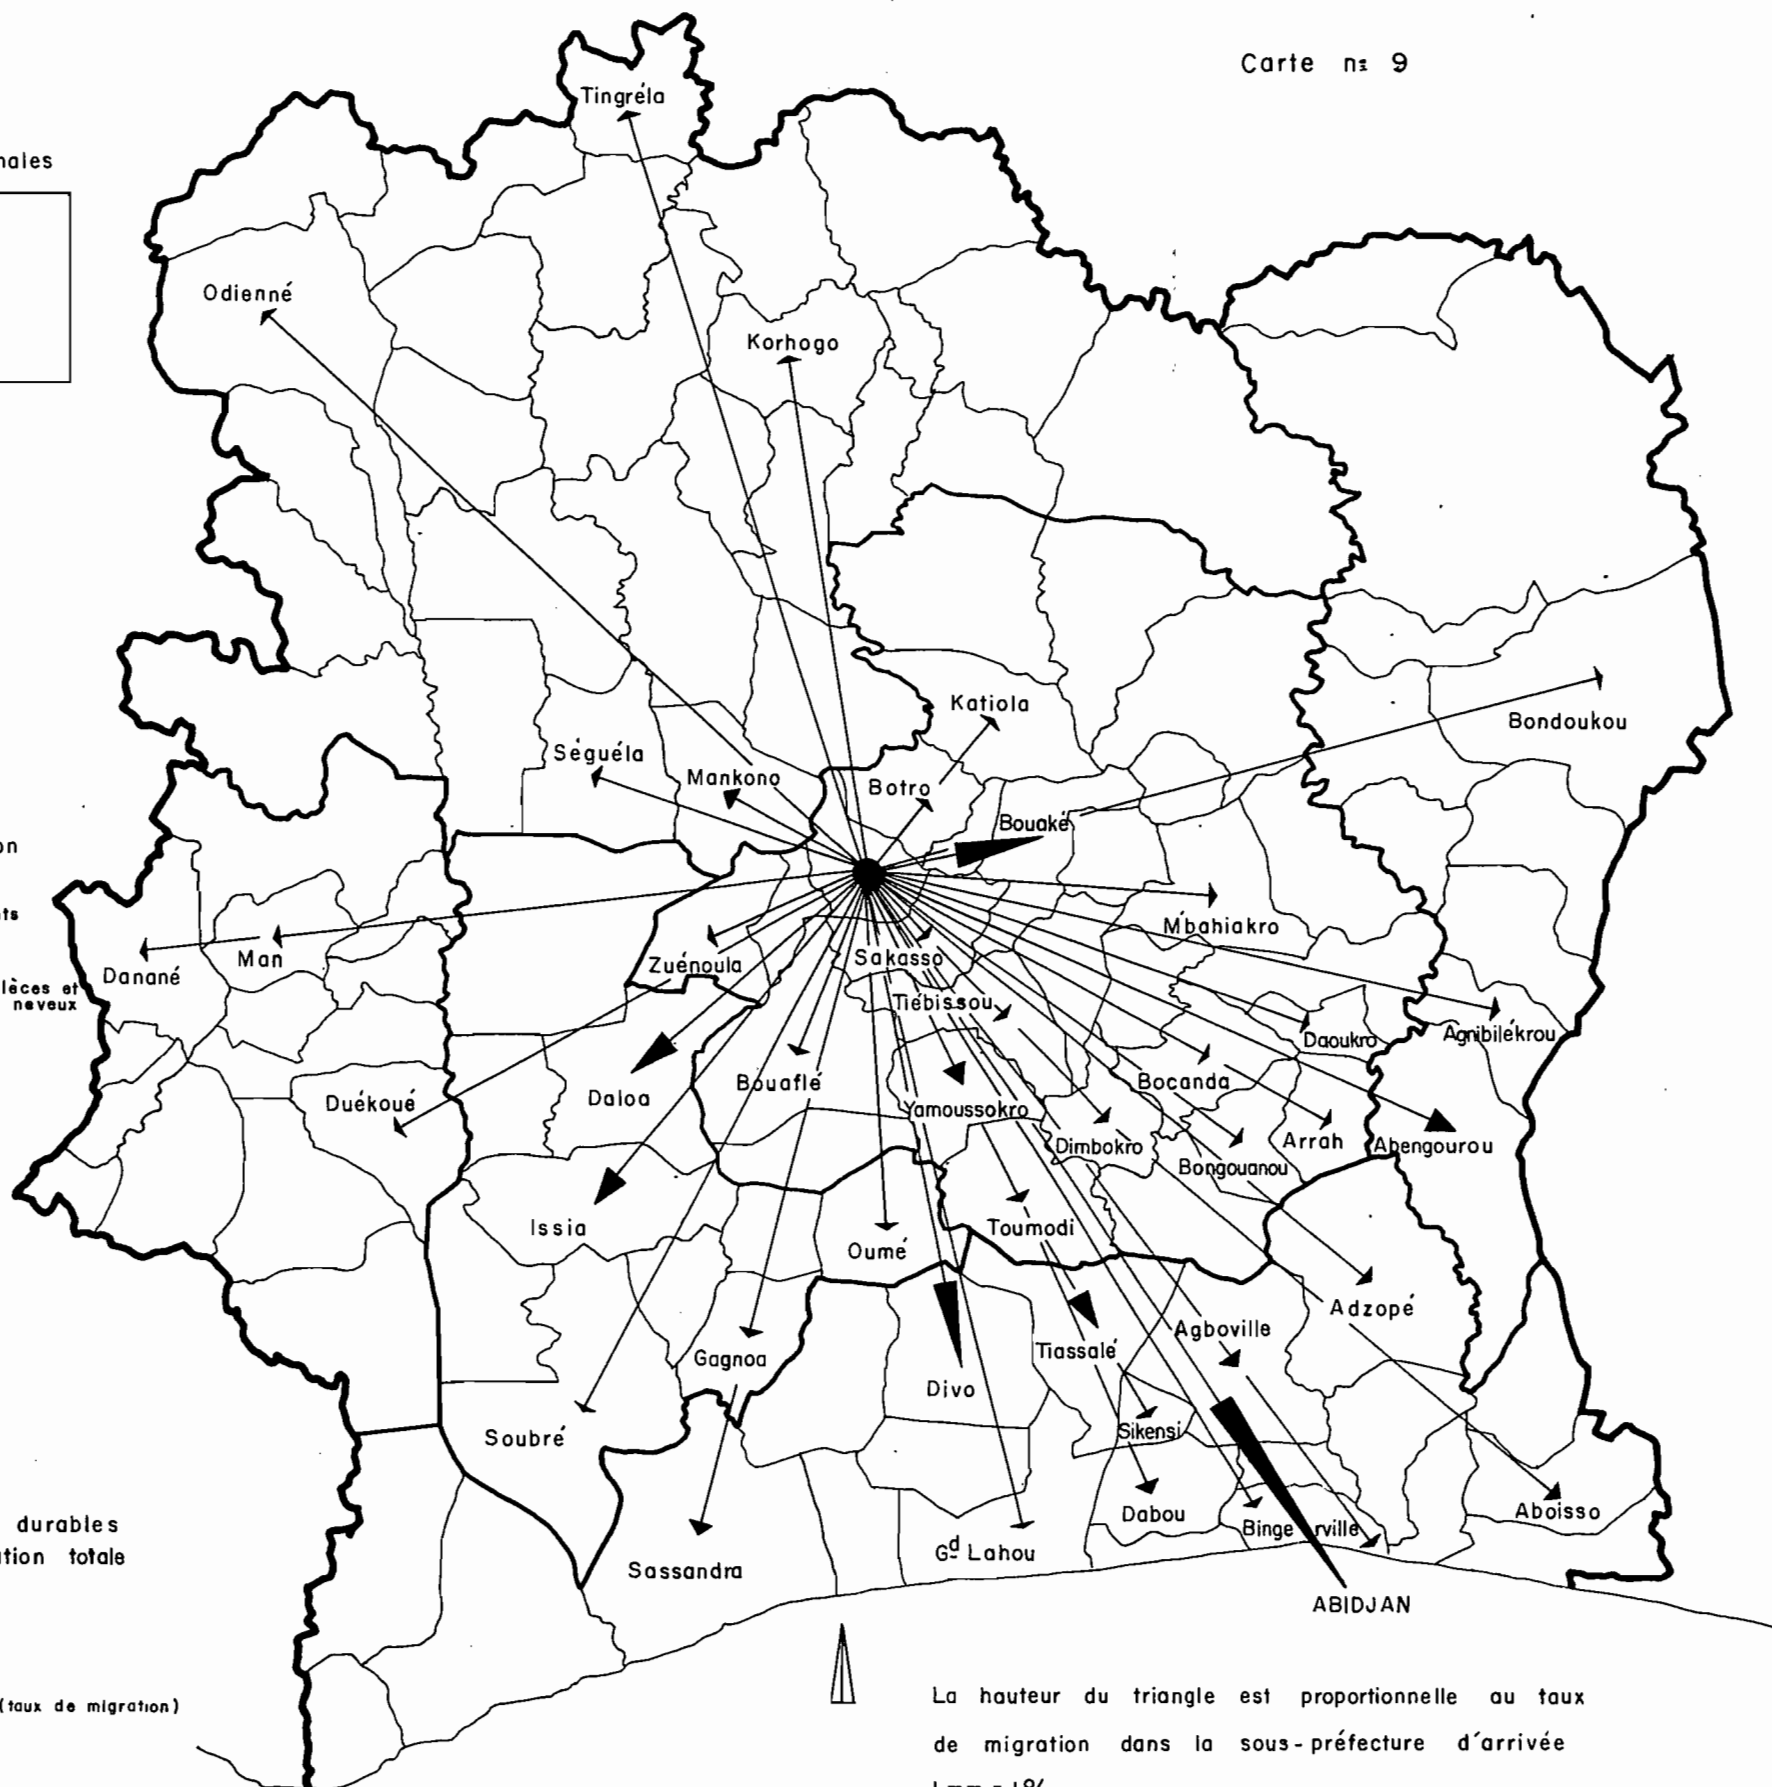 Carte n: 9
nales
Tingréla
Odienné
Korhogo
Katiola
Bondoukou
Séguéla
Mankono
Botro
Bouaké
on
M'bahiakro
Man
Danané
Zuénoula
Sakasso
nts
lèces et
neveux
Tiébissou
Daoukro
Agnibilékrou
Bouaflé
Daloa
Duékoué
Yamoussokro
Bocanda
Dimbokro
Bongouanou
Arrah
Abengourou
Issia
Oumé
Toumodi
Adzopé
Agboville
Tiassalé
Gagnoa
Divo
Soubré
Sikensi
Dabou
Bingerville
Aboisso
durables
ation totale
Gd Lahou
Sassandra
ABIDJAN
(taux de migration)
La hauteur du triangle est proportionnelle au taux
de migration dans la sous-préfecture d'arrivée